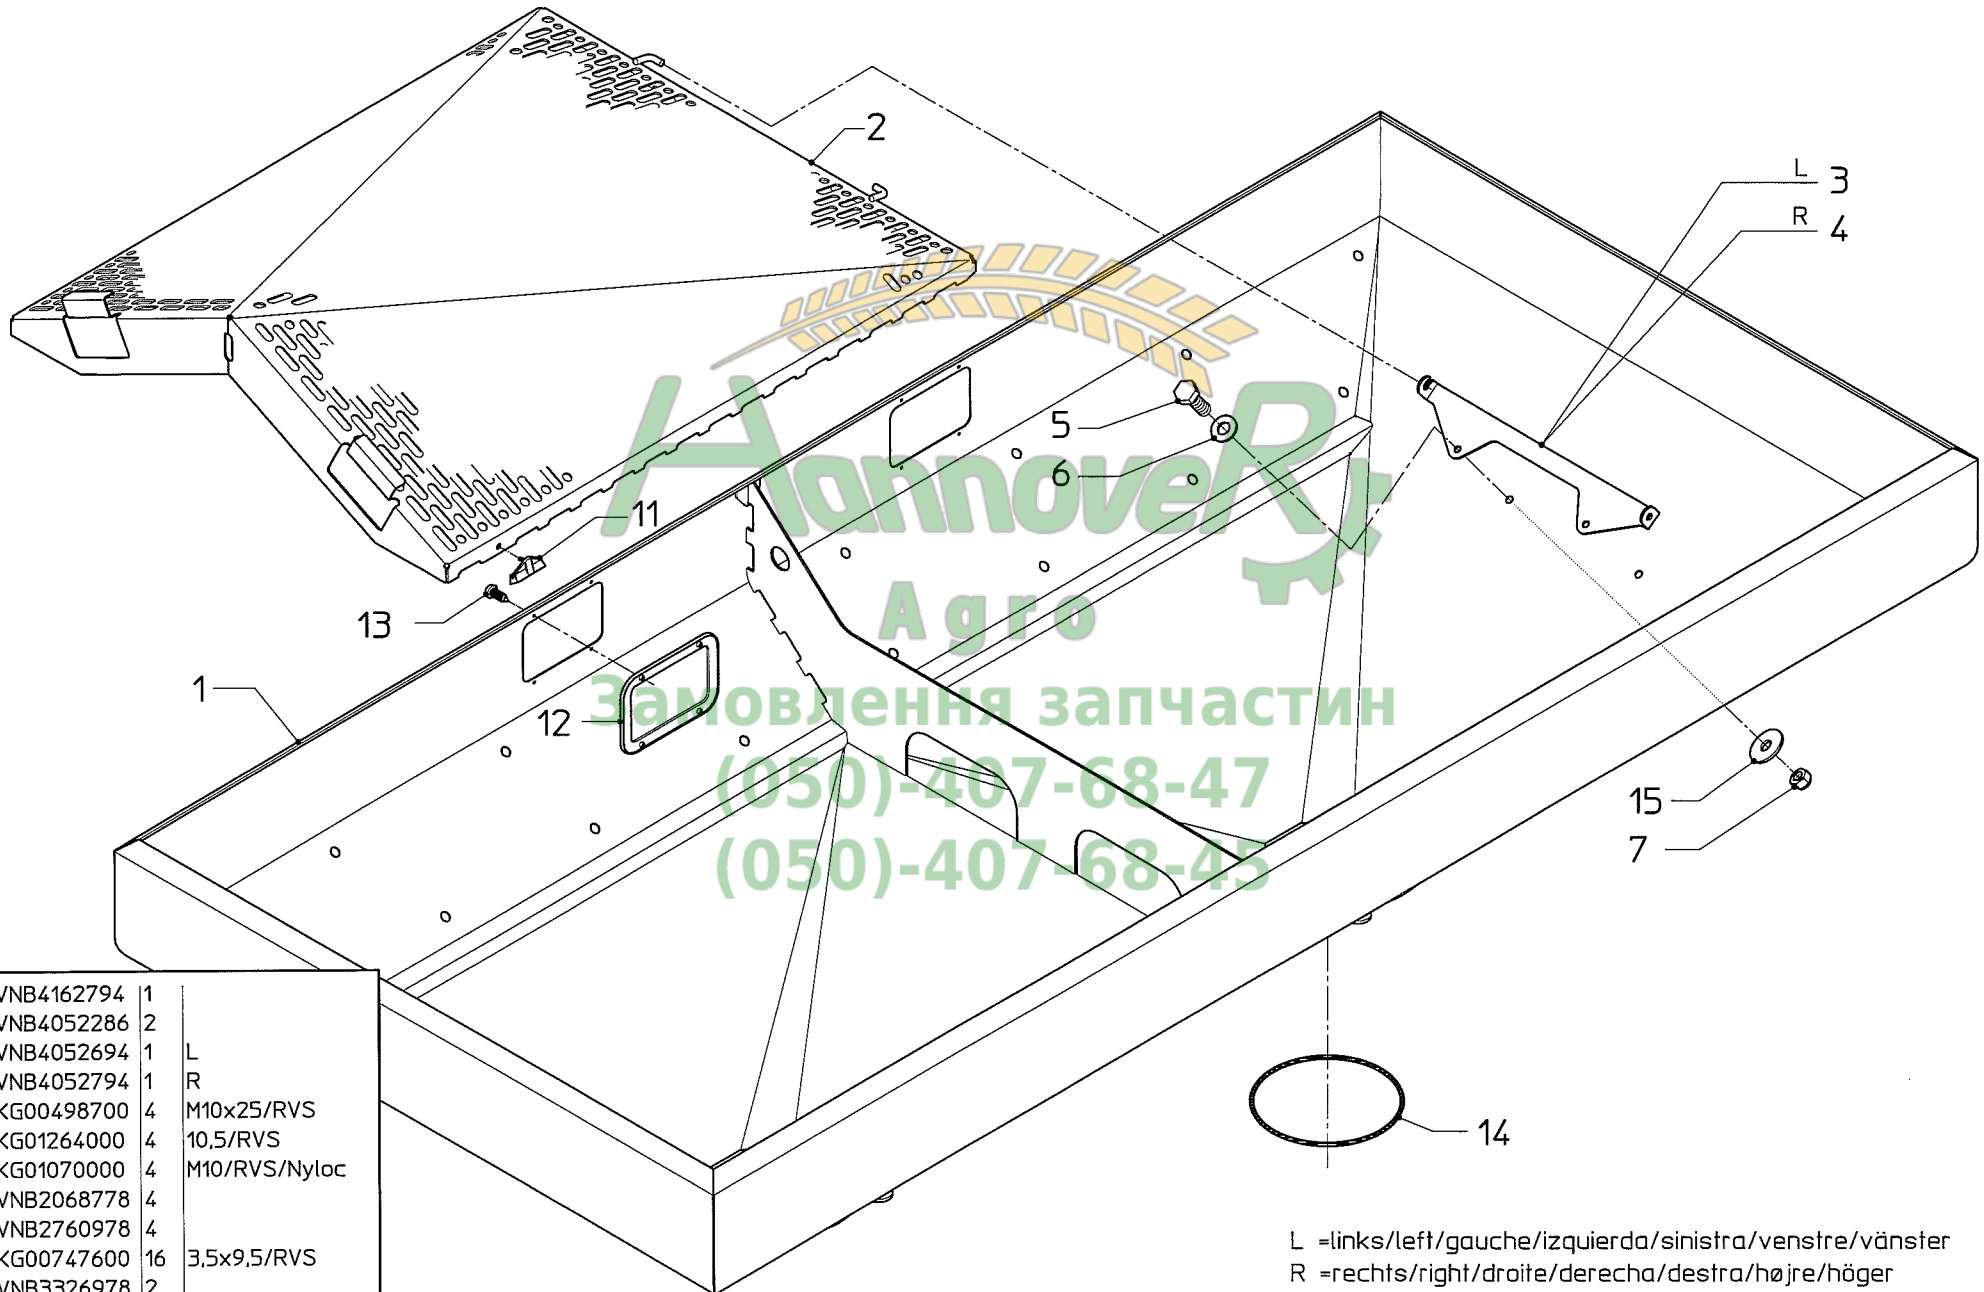 2
L 3
R 4
5
6
11
13
1
12
15
7
14
HannoveR
Agro
Замовлення запчастин
(050)-407-68-47
(050)-407-68-45
VNB4162794 1
VNB4052286 2
VNB4052694 1 L
VNB4052794 1 R
KG00498700 4 M10x25/RVS
KG01264000 4 10,5/RVS
KG01070000 4 M10/RVS/Nyloc
VNB2068778 4
VNB2760978 4
KG00747600 16 3,5x9,5/RVS
VNB3326978 2
L =links/left/gauche/izquierda/sinistra/venstre/vänster
R =rechts/right/droite/derecha/destra/højre/höger